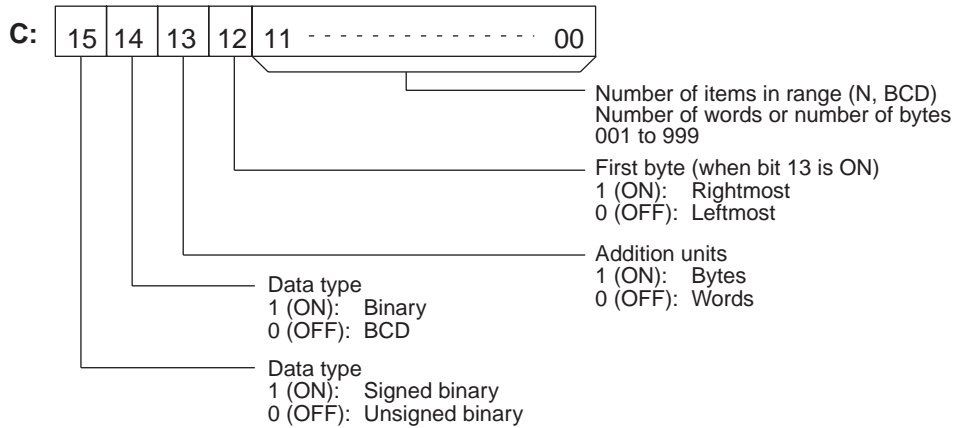 C: 15 14 13 12 11 00
Number of items in range (N, BCD)
Number of words or number of bytes
001 to 999
First byte (when bit 13 is ON)
1 (ON): Rightmost
0 (OFF): Leftmost
Addition units
1 (ON): Bytes
0 (OFF): Words
Data type
1 (ON): Binary
0 (OFF): BCD
Data type
1 (ON): Signed binary
0 (OFF): Unsigned binary